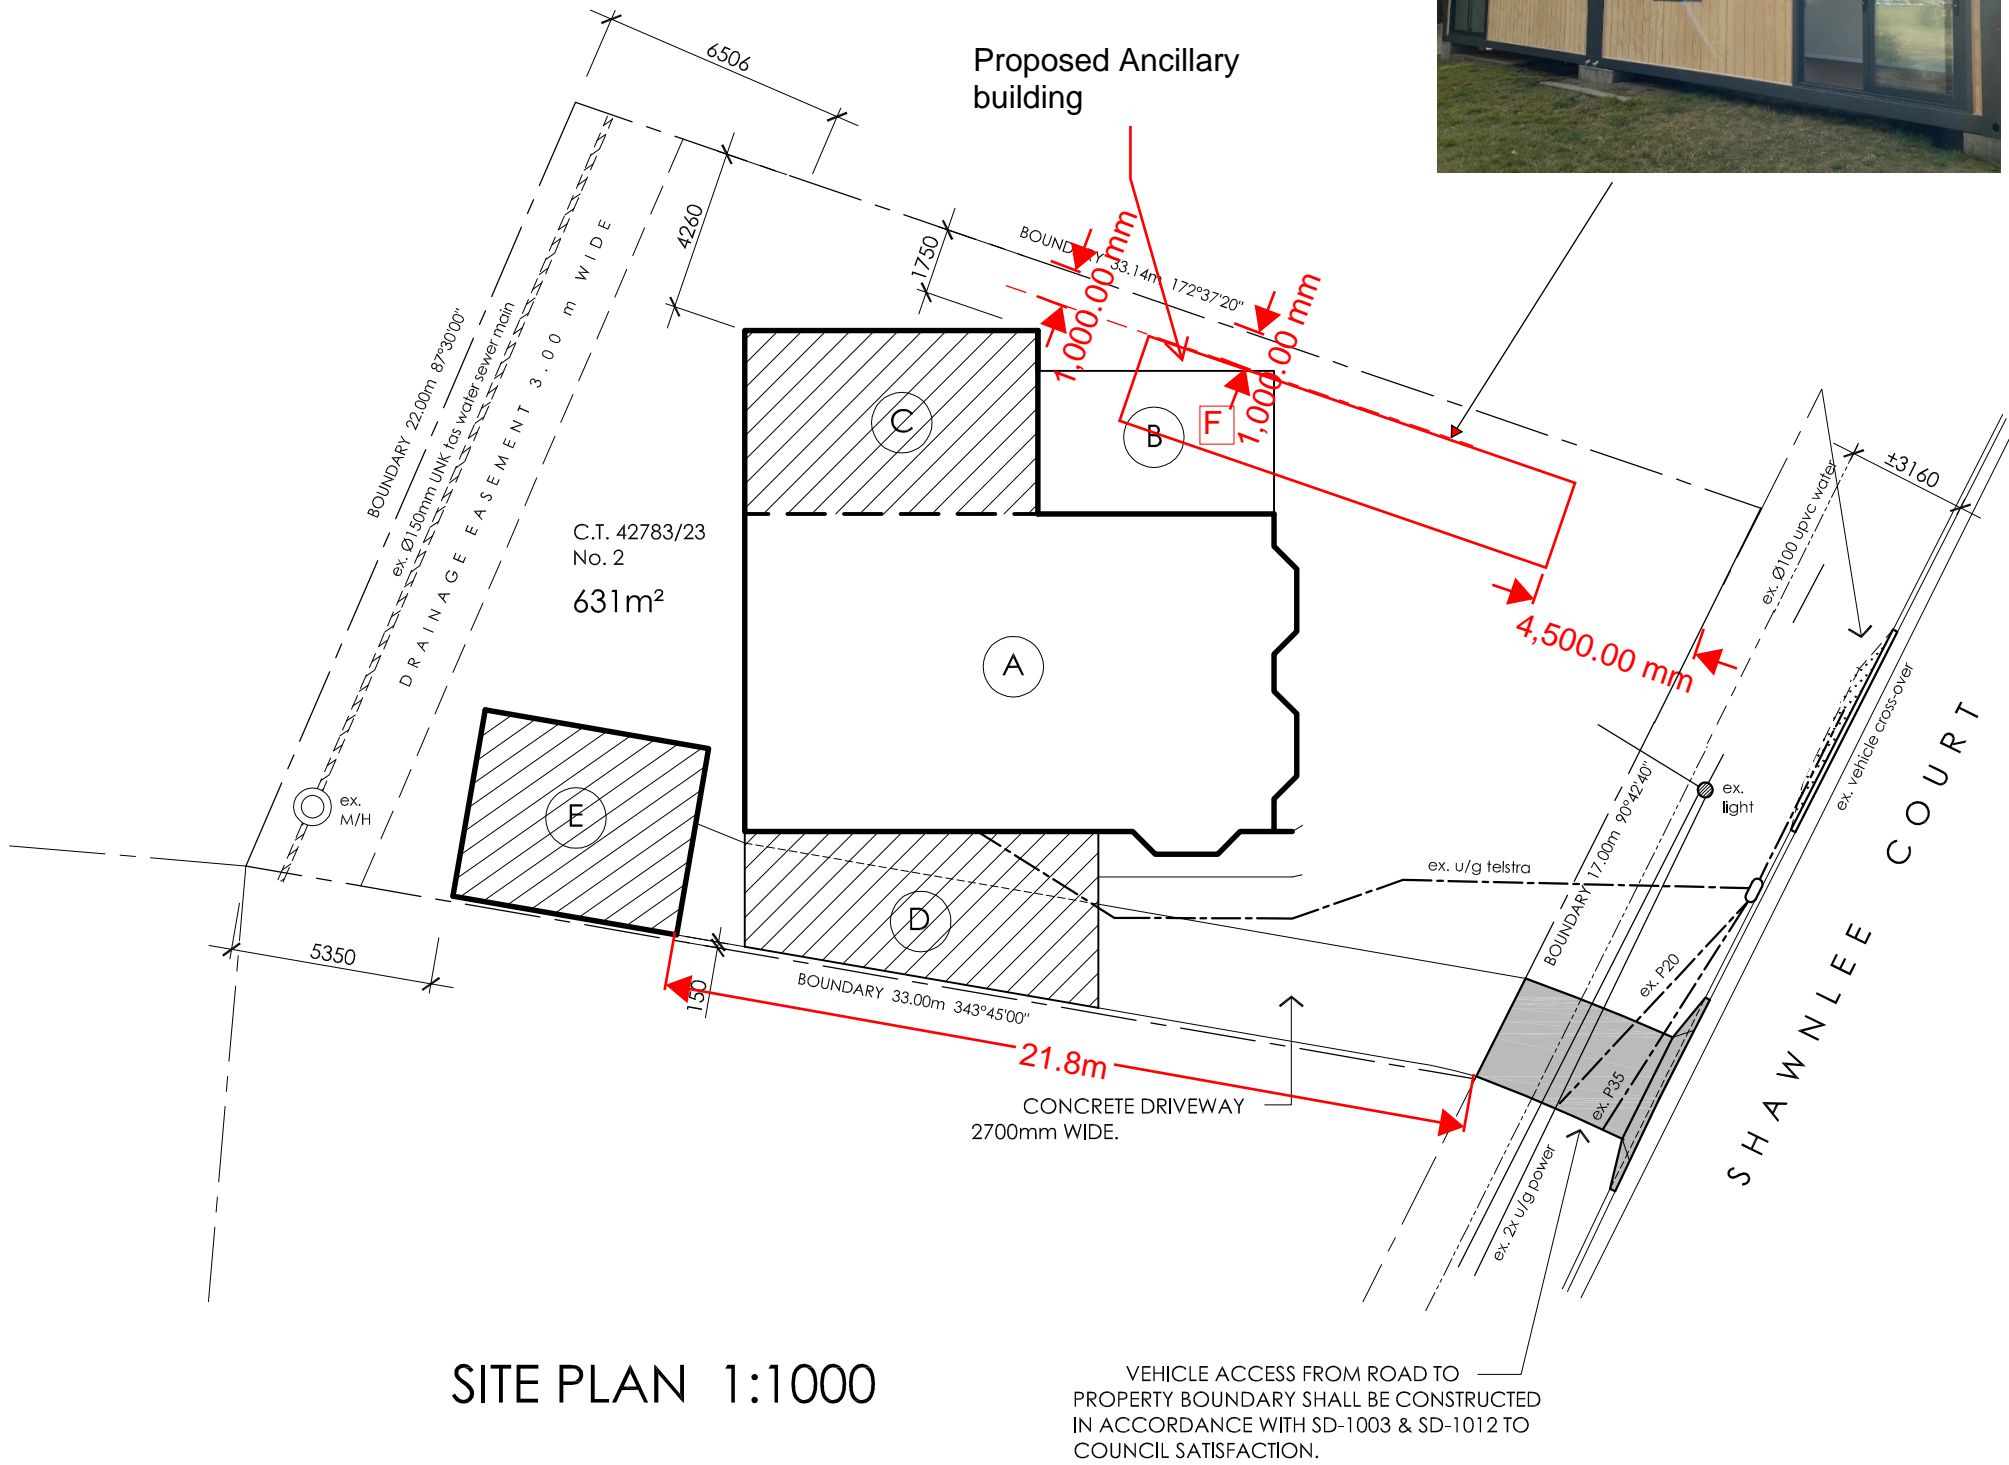 6506
Proposed Ancillary
building
4260
1750
BOUNDARY 33.14m 172°37'20"
1,000.00 mm
1,000.00 mm
BOUNDARY 22.00m 87°30'00"
ex. Ø150mm UNK tas water sewer main
DRAINAGE EASEMENT 3.00 m WIDE
C
B
F
±3160
ex. Ø100 upvc water
C.T. 42783/23
No. 2
631m²
4,500.00 mm
A
ex. vehicle cross-over
SHAWNLEE COURT
ex.
M/H
E
ex.
light
BOUNDARY 17.00m 90°42'40"
ex. u/g telstra
D
5350
150
BOUNDARY 33.00m 343°45'00"
ex. P20
21.8m
ex. P35
CONCRETE DRIVEWAY
2700mm WIDE.
ex. 2x u/g power
SITE PLAN 1:1000
VEHICLE ACCESS FROM ROAD TO
PROPERTY BOUNDARY SHALL BE CONSTRUCTED
IN ACCORDANCE WITH SD-1003 & SD-1012 TO
COUNCIL SATISFACTION.